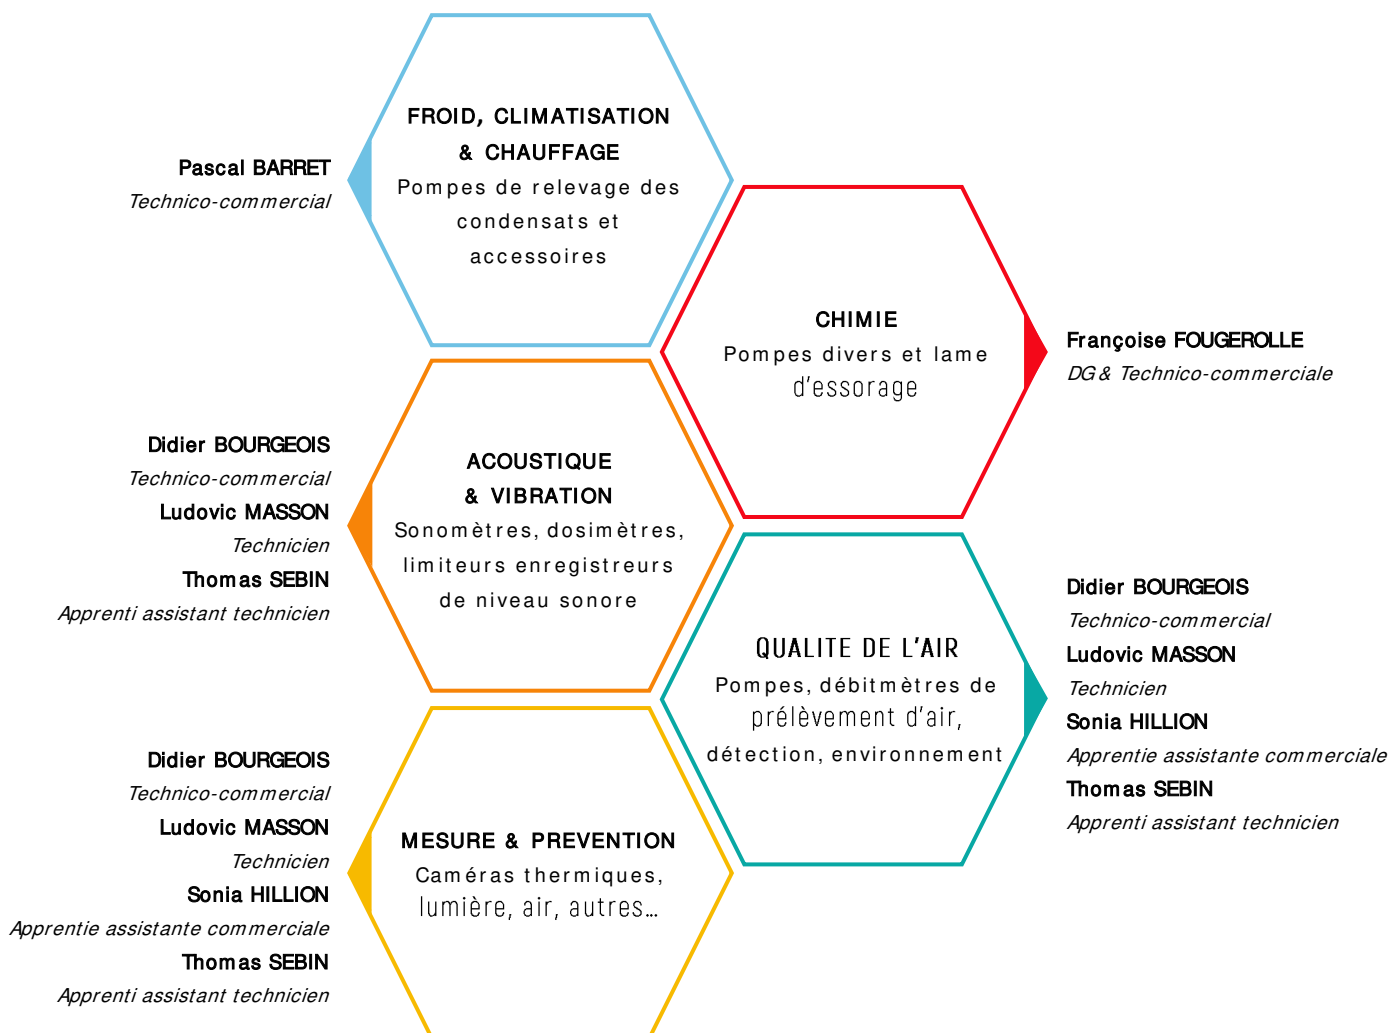 FROID, CLIMATISATION
& CHAUFFAGE
Pompes de relevage des
condensats et
accessoires
Pascal BARRET
Technico-commercial
CHIMIE
Pompes divers et lame
d'essorage
Françoise FOUGEROLLE
DG & Technico-commerciale
Didier BOURGEOIS
Technico-commercial
Ludovic MASSON
Technicien
Thomas SEBIN
Apprenti assistant technicien
ACOUSTIQUE
& VIBRATION
Sonomètres, dosimètres,
limiteurs enregistreurs
de niveau sonore
QUALITE DE L'AIR
Pompes, débitmètres de
prélèvement d'air,
détection, environnement
Didier BOURGEOIS
Technico-commercial
Ludovic MASSON
Technicien
Sonia HILLION
Apprentie assistante commerciale
Thomas SEBIN
Apprenti assistant technicien
Didier BOURGEOIS
Technico-commercial
Ludovic MASSON
Technicien
Sonia HILLION
Apprentie assistante commerciale
Thomas SEBIN
Apprenti assistant technicien
MESURE & PREVENTION
Caméras thermiques,
lumière, air, autres…